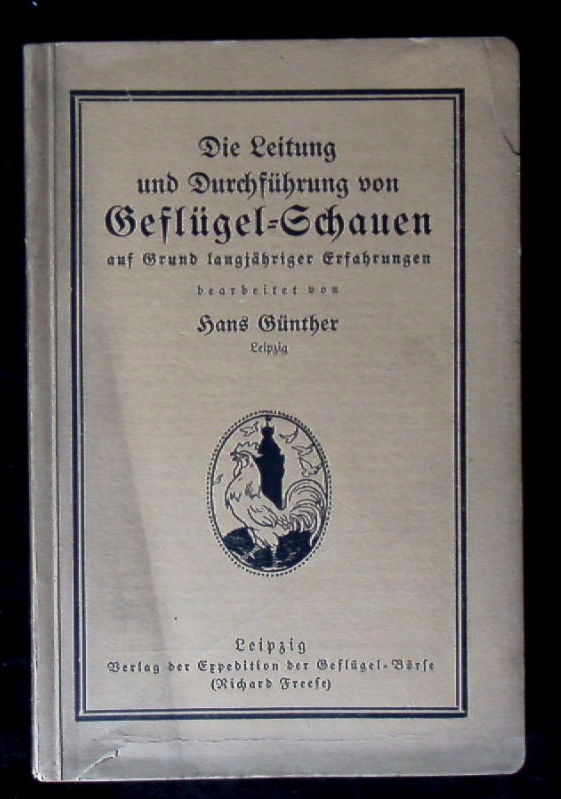 Die Leitung
und Durchführung von
Geflügel-Schauen
auf Grund langjähriger Erfahrungen
bearbeitet von
Hans Günther
Leipzig
Leipzig
Verlag der Expedition der Geflügel-Börse
(Richard Freese)